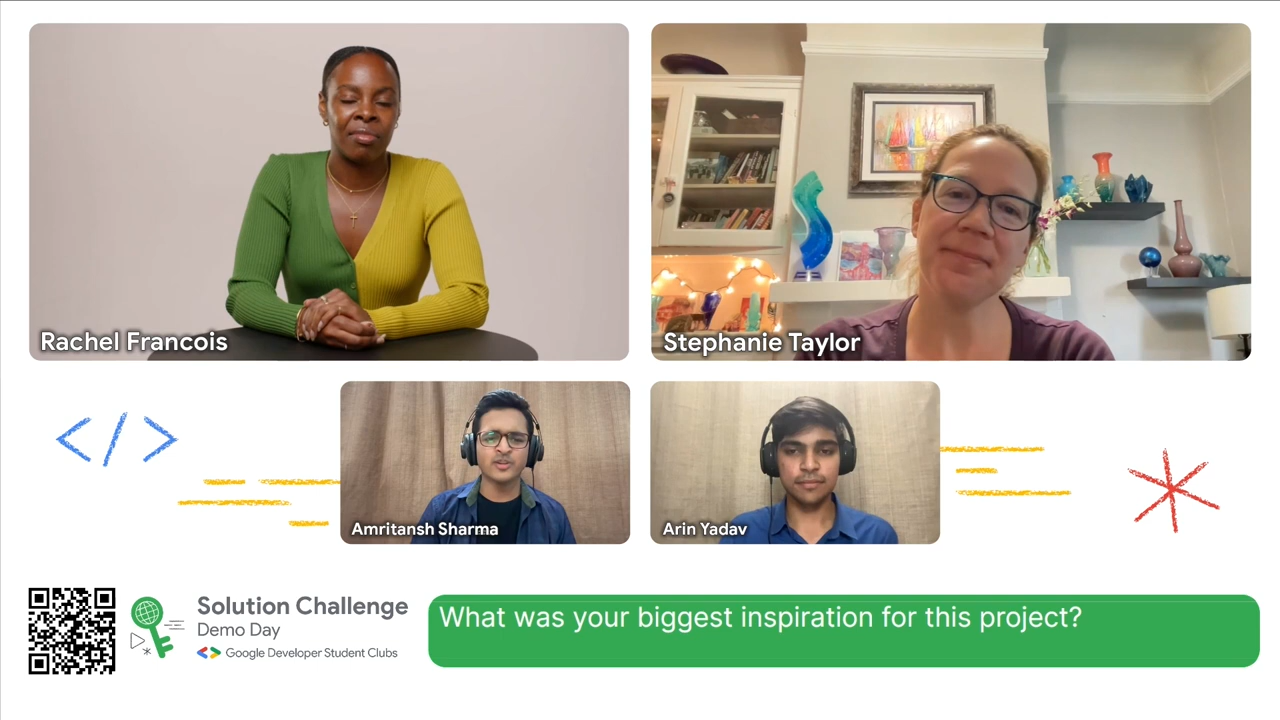 Rachel Francois
Stephanie Taylor
Amritansh Sharma
Arin Yadav
Solution Challenge
Demo Day
Google Developer Student Clubs
What was your biggest inspiration for this project?